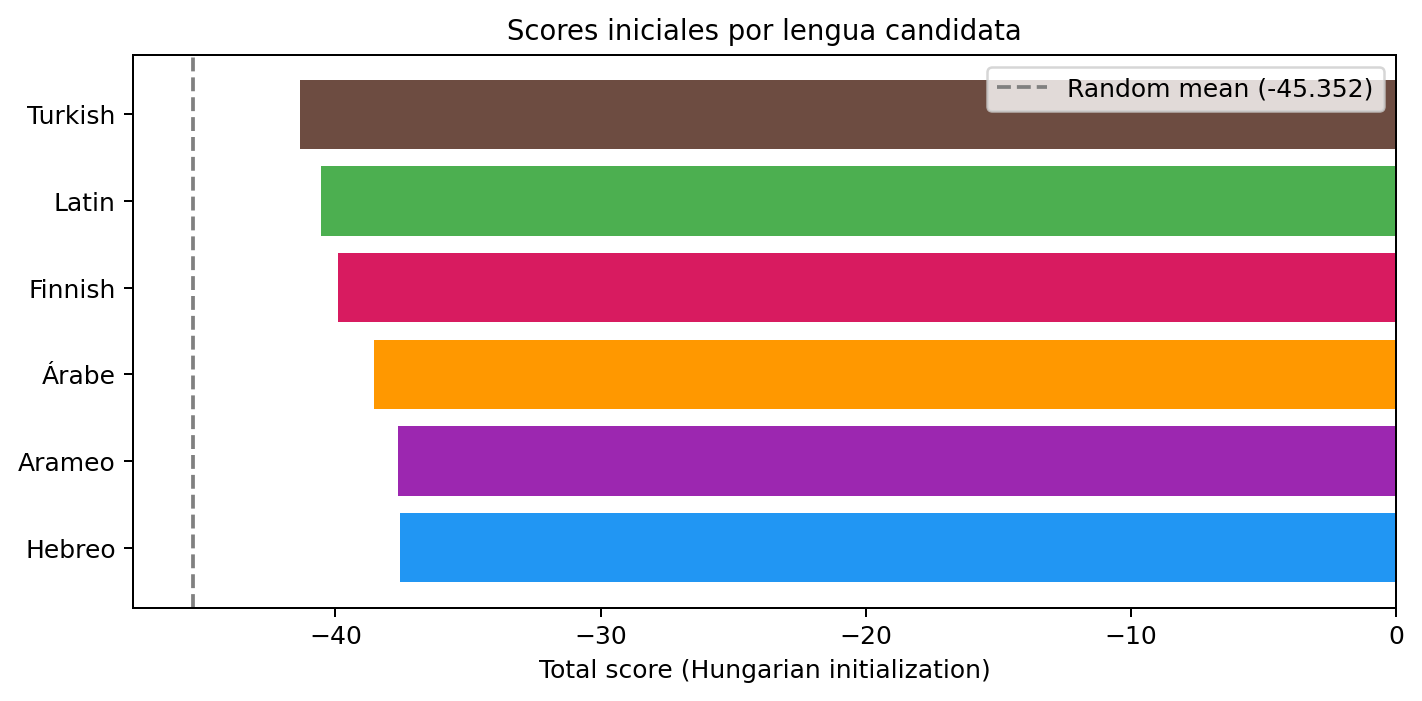 Scores iniciales por lengua candidata
Random mean (-45.352)
Turkish
Latin
Finnish
Árabe
Arameo
Hebreo
−40 −30 −20 −10 0
Total score (Hungarian initialization)